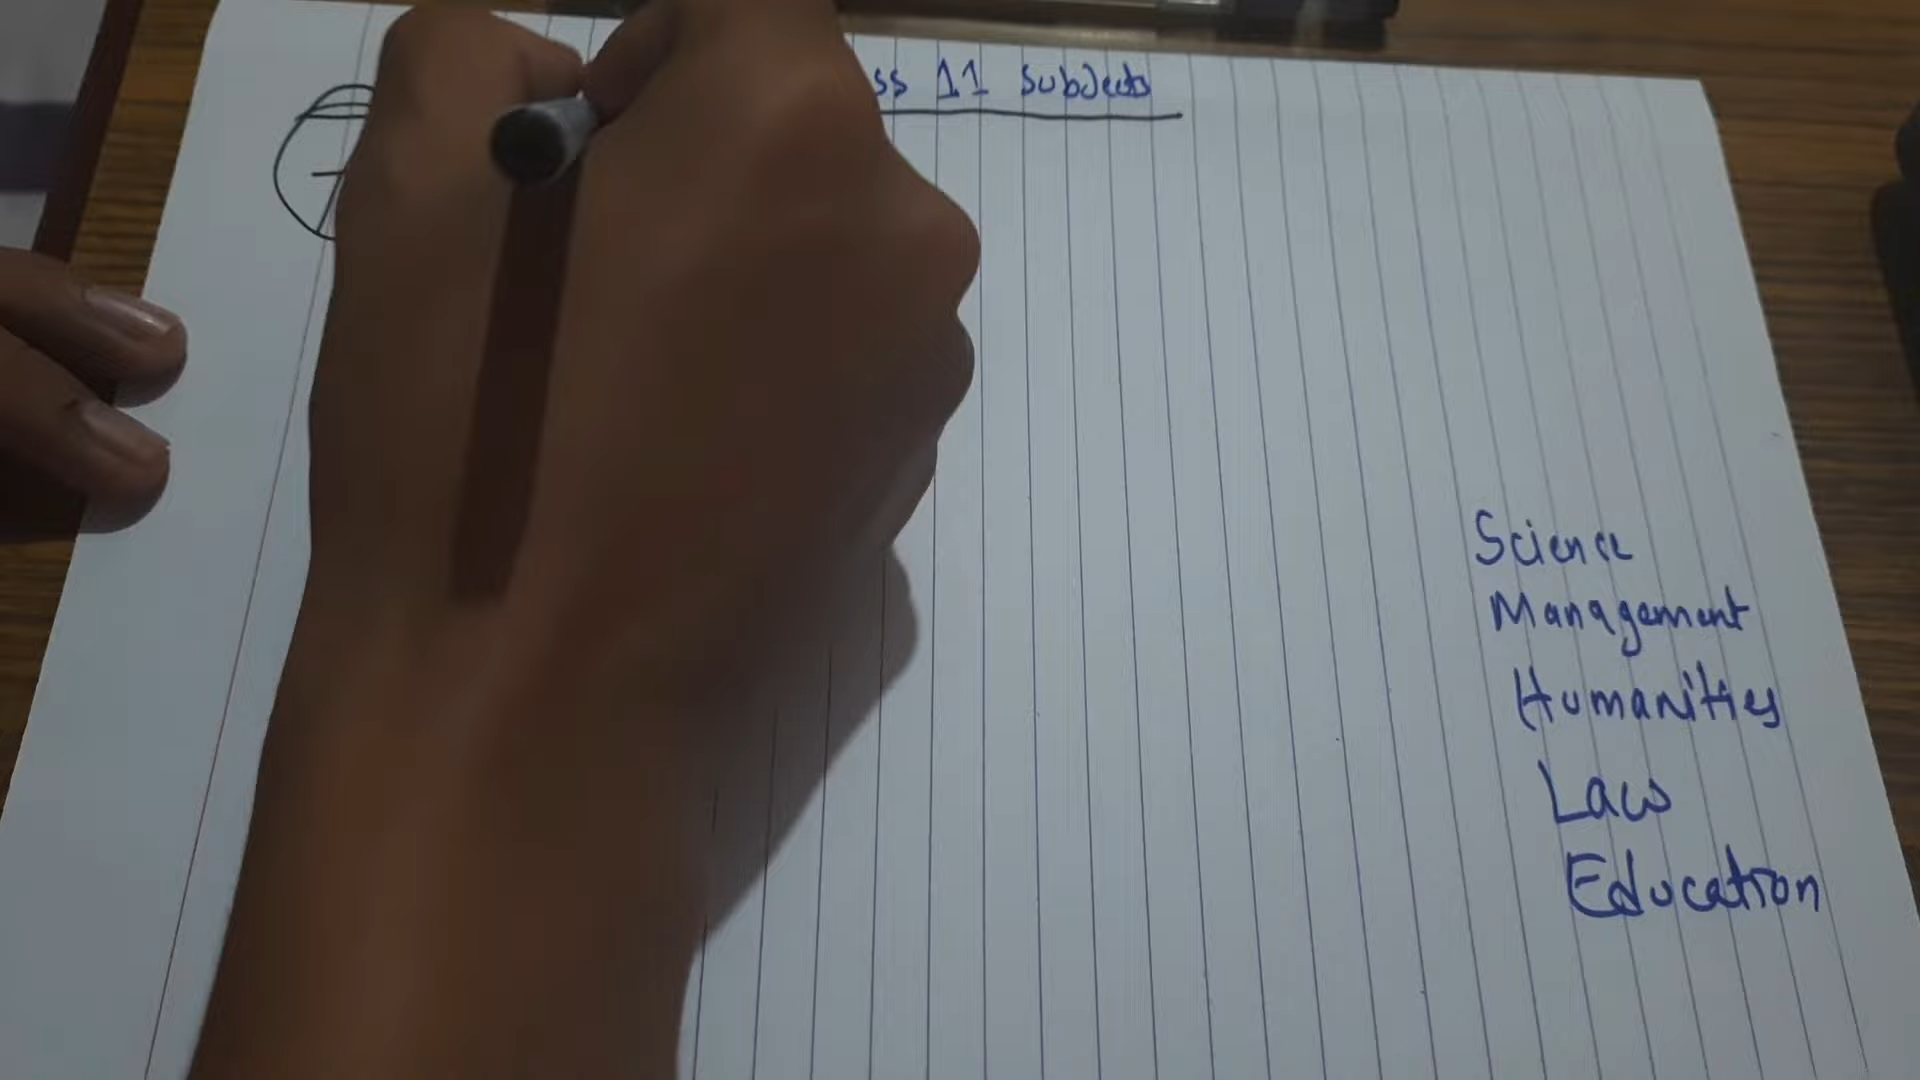 ss 11 Subjects
Science
Management
Humanities
Law
Education